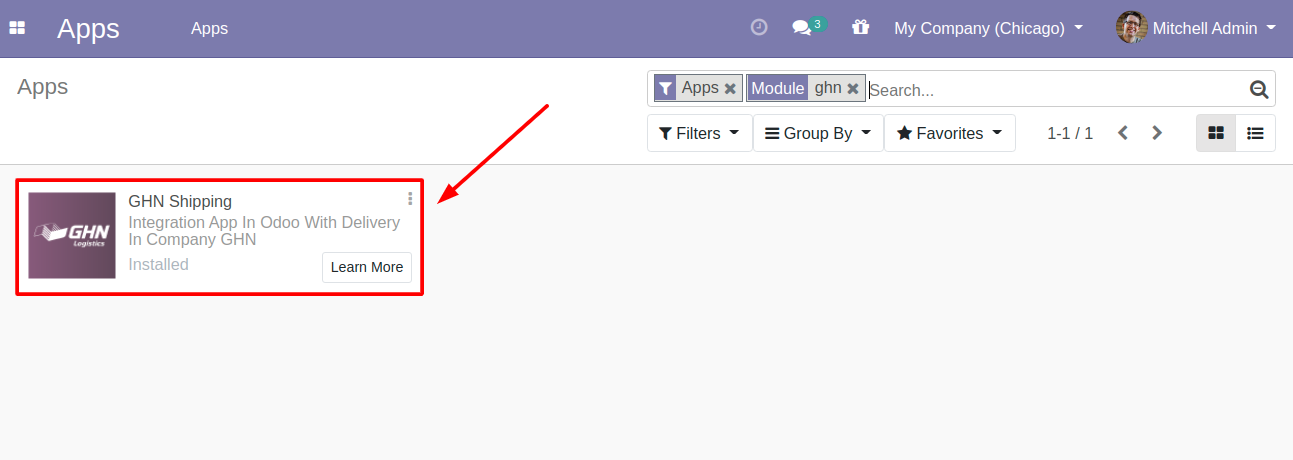 Apps
Apps
3
My Company (Chicago)
Mitchell Admin
Apps
Apps
Module
ghn
Search...
Filters
Group By
Favorites
1-1 / 1
GHN
Logistics
GHN Shipping
Integration App In Odoo With Delivery
In Company GHN
Installed
Learn More